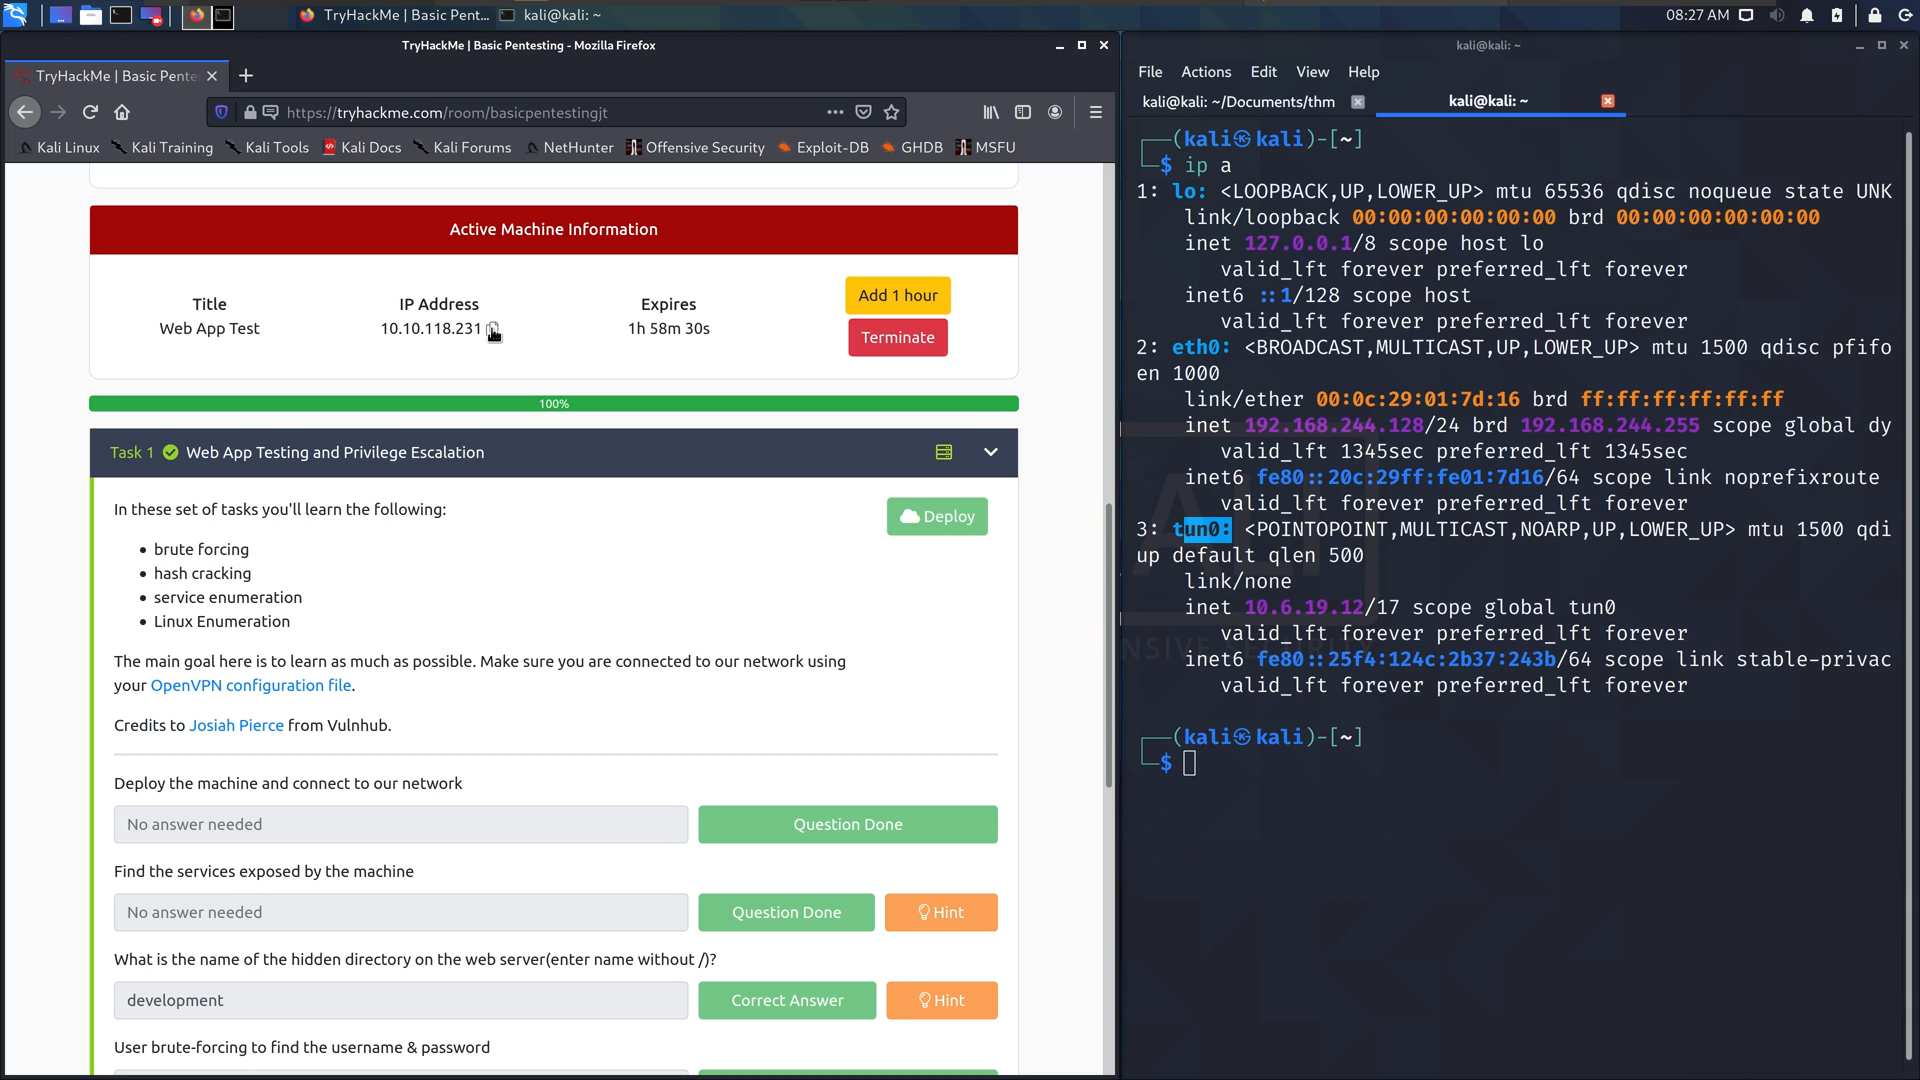 TryHackMe | Basic Pent...
kali@kali: ~
08:27 AM
TryHackMe | Basic Pentesting - Mozilla Firefox
TryHackMe | Basic Pente
https://tryhackme.com/room/basicpentestingjt
Kali Linux
Kali Training
Kali Tools
Kali Docs
Kali Forums
NetHunter
Offensive Security
Exploit-DB
GHDB
MSFU
Active Machine Information
Title
IP Address
Expires
Add 1 hour
Web App Test
10.10.118.231
1h 58m 30s
Terminate
100%
Task 1
Web App Testing and Privilege Escalation
In these set of tasks you'll learn the following:
Deploy
• brute forcing
• hash cracking
• service enumeration
• Linux Enumeration
The main goal here is to learn as much as possible. Make sure you are connected to our network using
your OpenVPN configuration file.
Credits to Josiah Pierce from Vulnhub.
Deploy the machine and connect to our network
No answer needed
Question Done
Find the services exposed by the machine
No answer needed
Question Done
Hint
What is the name of the hidden directory on the web server(enter name without /)?
development
Correct Answer
Hint
User brute-forcing to find the username & password
kali@kali: ~
File Actions Edit View Help
kali@kali: ~/Documents/thm
kali@kali: ~
(kali㉿kali)-[~]
$ ip a
1: lo: <LOOPBACK,UP,LOWER_UP> mtu 65536 qdisc noqueue state UNK
link/loopback 00:00:00:00:00:00 brd 00:00:00:00:00:00
inet 127.0.0.1/8 scope host lo
valid_lft forever preferred_lft forever
inet6 ::1/128 scope host
valid_lft forever preferred_lft forever
2: eth0: <BROADCAST,MULTICAST,UP,LOWER_UP> mtu 1500 qdisc pfifo
en 1000
link/ether 00:0c:29:01:7d:16 brd ff:ff:ff:ff:ff:ff
inet 192.168.244.128/24 brd 192.168.244.255 scope global dy
valid_lft 1345sec preferred_lft 1345sec
inet6 fe80::20c:29ff:fe01:7d16/64 scope link noprefixroute
valid_lft forever preferred_lft forever
3: tun0: <POINTOPOINT,MULTICAST,NOARP,UP,LOWER_UP> mtu 1500 qdi
up default qlen 500
link/none
inet 10.6.19.12/17 scope global tun0
valid_lft forever preferred_lft forever
inet6 fe80::25f4:124c:2b37:243b/64 scope link stable-privac
valid_lft forever preferred_lft forever
(kali㉿kali)-[~]
$